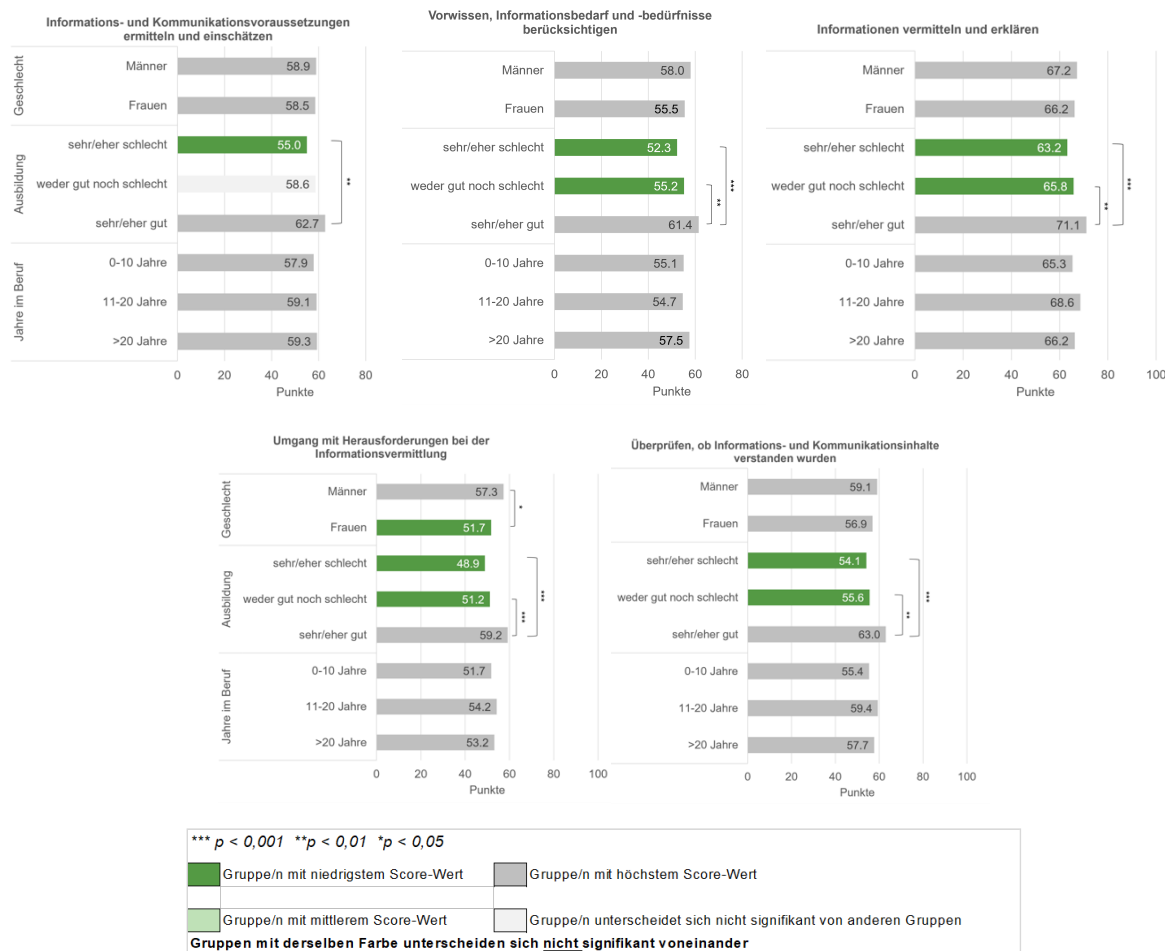 Informations- und Kommunikationsvoraussetzungen
ermitteln und einschätzen
Geschlecht
Männer
58.9
Frauen
58.5
Ausbildung
sehr/eher schlecht
55.0
weder gut noch schlecht
58.6
sehr/eher gut
62.7
**
Jahre im Beruf
0-10 Jahre
57.9
11-20 Jahre
59.1
>20 Jahre
59.3
0 20 40 60 80
Punkte
Vorwissen, Informationsbedarf und -bedürfnisse
berücksichtigen
Männer
58.0
Frauen
55.5
sehr/eher schlecht
52.3
weder gut noch schlecht
55.2
sehr/eher gut
61.4
**
***
0-10 Jahre
55.1
11-20 Jahre
54.7
>20 Jahre
57.5
0 20 40 60 80
Punkte
Informationen vermitteln und erklären
Männer
67.2
Frauen
66.2
sehr/eher schlecht
63.2
weder gut noch schlecht
65.8
sehr/eher gut
71.1
**
***
0-10 Jahre
65.3
11-20 Jahre
68.6
>20 Jahre
66.2
0 20 40 60 80 100
Punkte
Umgang mit Herausforderungen bei der
Informationsvermittlung
Geschlecht
Männer
57.3
Frauen
51.7
*
Ausbildung
sehr/eher schlecht
48.9
weder gut noch schlecht
51.2
sehr/eher gut
59.2
***
***
Jahre im Beruf
0-10 Jahre
51.7
11-20 Jahre
54.2
>20 Jahre
53.2
0 20 40 60 80 100
Punkte
Überprüfen, ob Informations- und Kommunikationsinhalte
verstanden wurden
Männer
59.1
Frauen
56.9
sehr/eher schlecht
54.1
weder gut noch schlecht
55.6
sehr/eher gut
63.0
**
***
0-10 Jahre
55.4
11-20 Jahre
59.4
>20 Jahre
57.7
0 20 40 60 80 100
Punkte
*** p < 0,001 **p < 0,01 *p < 0,05
Gruppe/n mit niedrigstem Score-Wert
Gruppe/n mit höchstem Score-Wert
Gruppe/n mit mittlerem Score-Wert
Gruppe/n unterscheidet sich nicht signifikant von anderen Gruppen
Gruppen mit derselben Farbe unterscheiden sich nicht signifikant voneinander